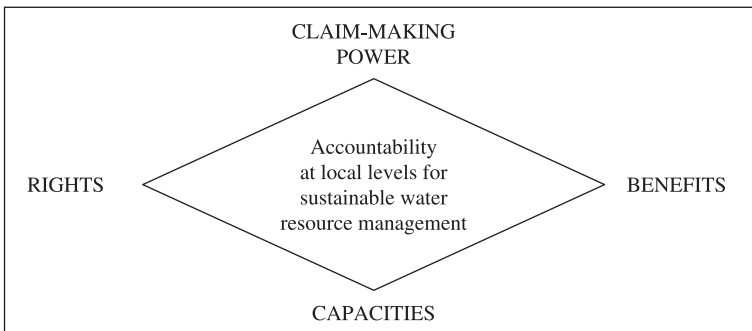 CLAIM-MAKING
POWER
Accountability
at local levels for
sustainable water
resource management
RIGHTS
BENEFITS
CAPACITIES